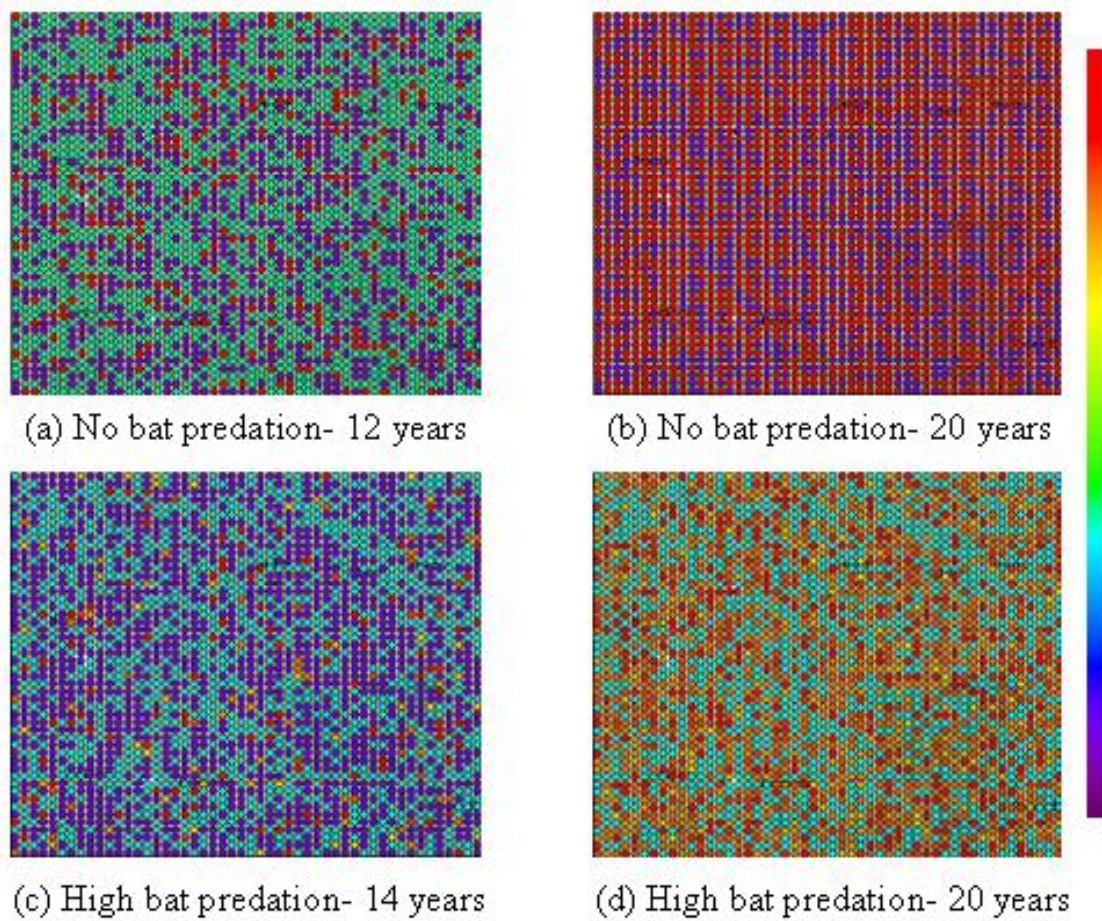 (a) No bat predation- 12 years
(b) No bat predation- 20 years
(c) High bat predation- 14 years
(d) High bat predation- 20 years